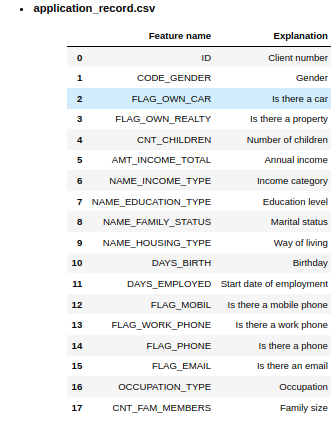 • application_record.csv
Feature name Explanation
0 ID Client number
1 CODE_GENDER Gender
2 FLAG_OWN_CAR Is there a car
3 FLAG_OWN_REALTY Is there a property
4 CNT_CHILDREN Number of children
5 AMT_INCOME_TOTAL Annual income
6 NAME_INCOME_TYPE Income category
7 NAME_EDUCATION_TYPE Education level
8 NAME_FAMILY_STATUS Marital status
9 NAME_HOUSING_TYPE Way of living
10 DAYS_BIRTH Birthday
11 DAYS_EMPLOYED Start date of employment
12 FLAG_MOBIL Is there a mobile phone
13 FLAG_WORK_PHONE Is there a work phone
14 FLAG_PHONE Is there a phone
15 FLAG_EMAIL Is there an email
16 OCCUPATION_TYPE Occupation
17 CNT_FAM_MEMBERS Family size